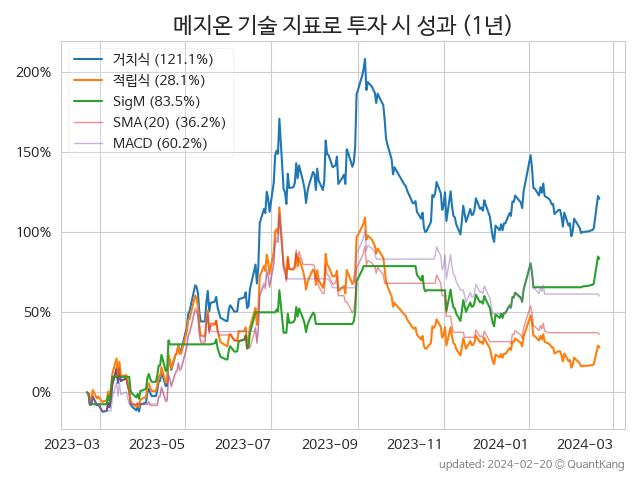 메지온 기술 지표로 투자 시 성과 (1년)
거치식 (121.1%)
적립식 (28.1%)
SigM (83.5%)
SMA(20) (36.2%)
MACD (60.2%)
200%
150%
100%
50%
0%
2023-03 2023-05 2023-07 2023-09 2023-11 2024-01 2024-03
updated: 2024-02-20 © QuantKang